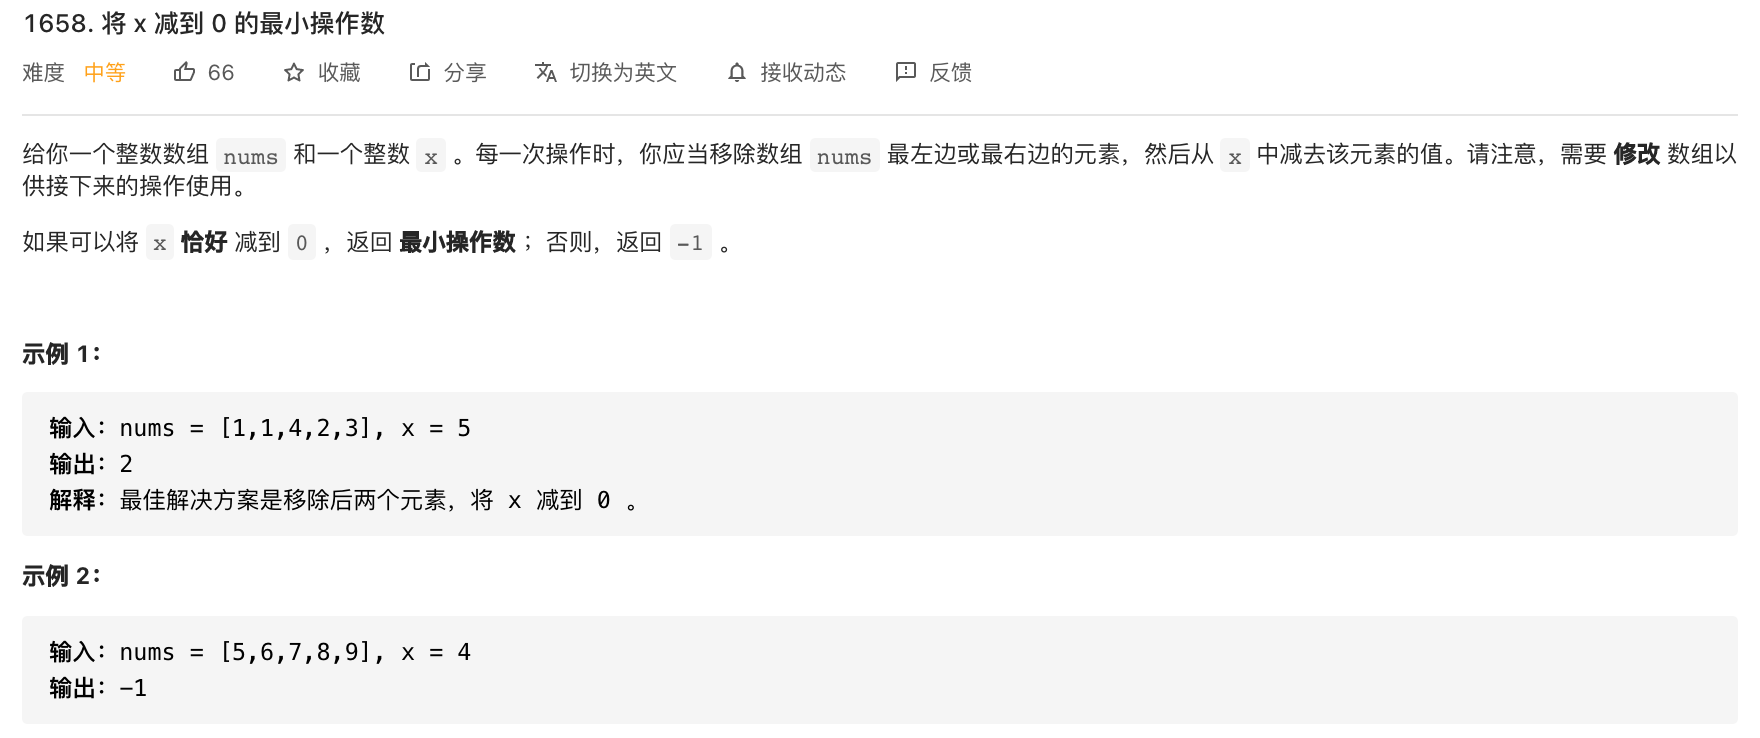 1658. 将 x 减到 0 的最小操作数
难度 中等 66 收藏 分享 切换为英文 接收动态 反馈
给你一个整数数组 nums 和一个整数 x 。每一次操作时，你应当移除数组 nums 最左边或最右边的元素，然后从 x 中减去该元素的值。请注意，需要 修改 数组以
供接下来的操作使用。
如果可以将 x 恰好 减到 0 ，返回 最小操作数 ；否则，返回 -1 。
示例 1：
输入：nums = [1,1,4,2,3], x = 5
输出：2
解释：最佳解决方案是移除后两个元素，将 x 减到 0 。
示例 2：
输入：nums = [5,6,7,8,9], x = 4
输出：-1